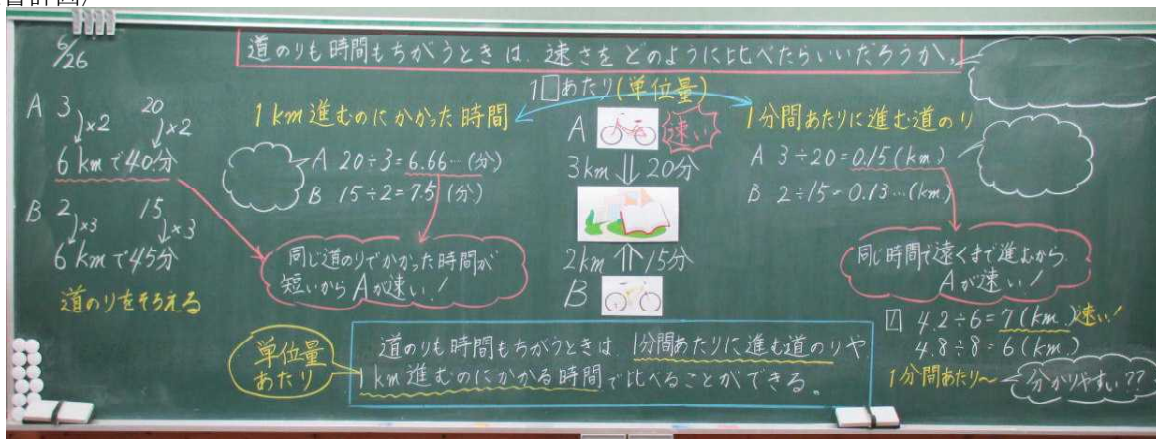 6/26
道のりも時間もちがうときは、速さをどのように比べたらいいだろうか。
A 3 20
×2 ×2
6kmで40分
B 2 15
×3 ×3
6kmで45分
道のりをそろえる
1□あたり(単位量)
1km進むのにかかった時間
A 20÷3=6.66…(分)
B 15÷2=7.5(分)
同じ道のりでかかった時間が
短いからAが速い!
A 速い
3km 20分
2km 15分
B
1分間あたりに進む道のり
A 3÷20=0.15(km)
B 2÷15=0.13…(km)
同じ時間で遠くまで進むから
Aが速い!
1 4.2÷6=7(km)速い!
4.8÷8=6(km)
1分間あたり〜 分かりやすい??
単位量
あたり
道のりも時間もちがうときは、1分間あたりに進む道のりや
1km進むのにかかる時間で比べることができる。